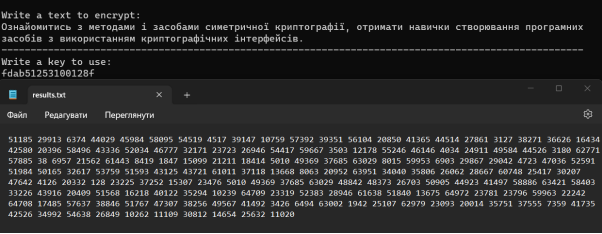 Write a text to encrypt:
Ознайомитись з методами і засобами симетричної криптографії, отримати навички створювання програмних
засобів з використанням криптографічних інтерфейсів.
Write a key to use:
fdab51253100128f
results.txt
Файл Редагувати Переглянути
51185 29913 6374 44029 45984 58095 54519 4517 39147 10759 57392 39351 56104 20850 41365 44514 27861 3127 38271 36626 16434
42580 20396 58496 43336 52034 46777 32171 23723 26946 54417 59667 3503 12178 55246 46146 4034 24911 49584 44526 3180 62771
57885 38 6957 21562 61443 8419 1847 15099 21211 18414 5010 49369 37685 63029 8015 59953 6903 29867 29042 4723 47036 52591
51984 50165 32617 53759 51593 43125 43721 61011 37118 13668 8063 20952 63951 34040 35806 26062 28667 60748 25417 30207
47642 4126 20332 128 23225 37252 15307 23476 5010 49369 37685 63029 48842 48373 26703 50905 44923 41497 58886 63421 58403
33226 43916 20409 51568 16218 40122 35294 10239 64709 23319 52383 28946 61638 51840 13675 64972 23781 23796 59963 22242
64708 17485 57637 38846 51767 47307 38256 49567 41492 3426 6494 63002 1942 25107 62979 23093 20014 35751 37555 7359 41735
42526 34992 54638 26849 10262 11109 30812 14654 25632 11020